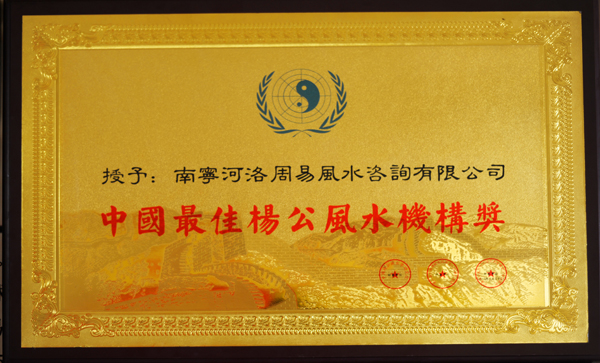 授予：南寧河洛周易風水咨詢有限公司
中國最佳楊公風水機構獎